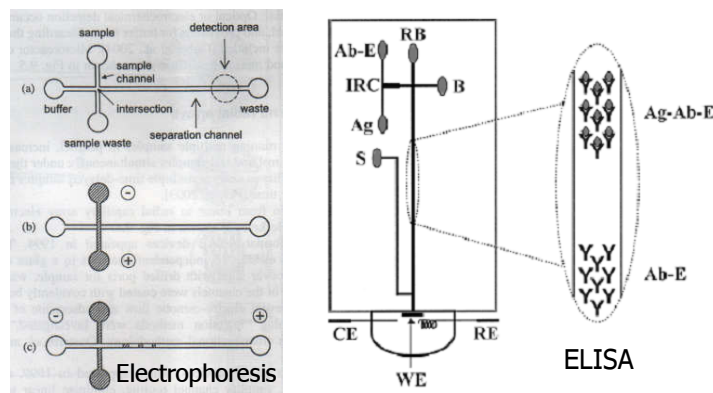 sample
detection area
sample channel
(a)
buffer
intersection
waste
separation channel
sample waste
(b)
−
+
−
+
(c)
Electrophoresis
Ab-E
RB
IRC
B
Ag
S
CE
RE
WE
Ag-Ab-E
Ab-E
ELISA